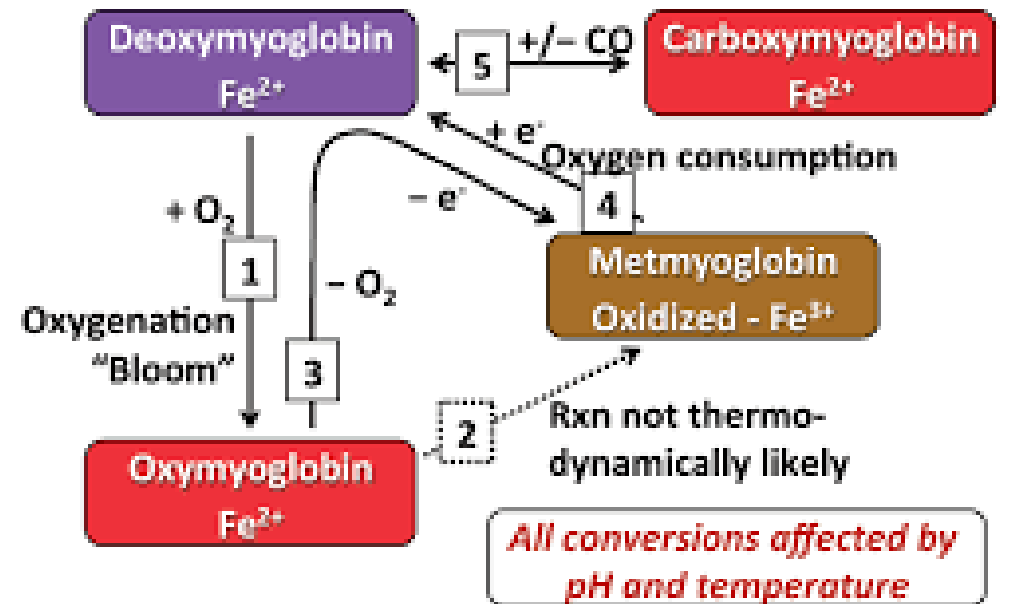 Deoxymyoglobin
Fe²⁺
5
+/− CO
Carboxymyoglobin
Fe²⁺
+ e⁻
Oxygen consumption
4
− e⁻
+ O₂
1
Oxygenation
“Bloom”
− O₂
3
Metmyoglobin
Oxidized - Fe³⁺
2
Rxn not thermo-
dynamically likely
Oxymyoglobin
Fe²⁺
All conversions affected by
pH and temperature